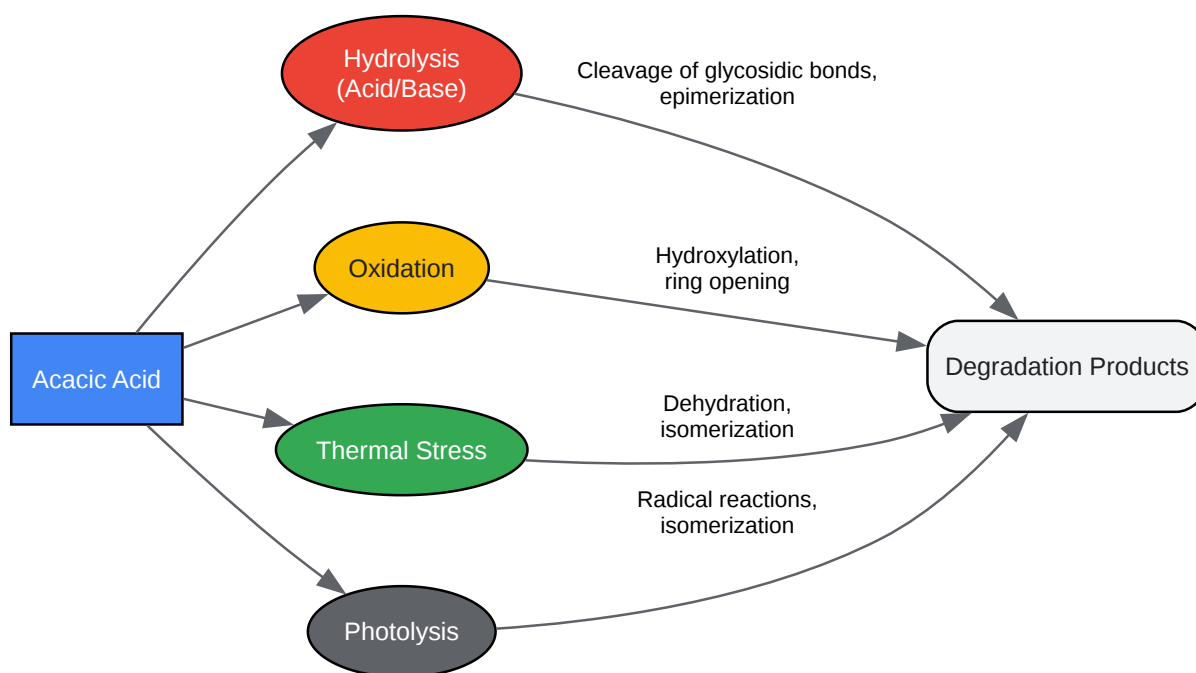 Hydrolysis
(Acid/Base)
Cleavage of glycosidic bonds,
epimerization
Oxidation
Hydroxylation,
ring opening
Acacic Acid
Degradation Products
Thermal Stress
Dehydration,
isomerization
Radical reactions,
isomerization
Photolysis